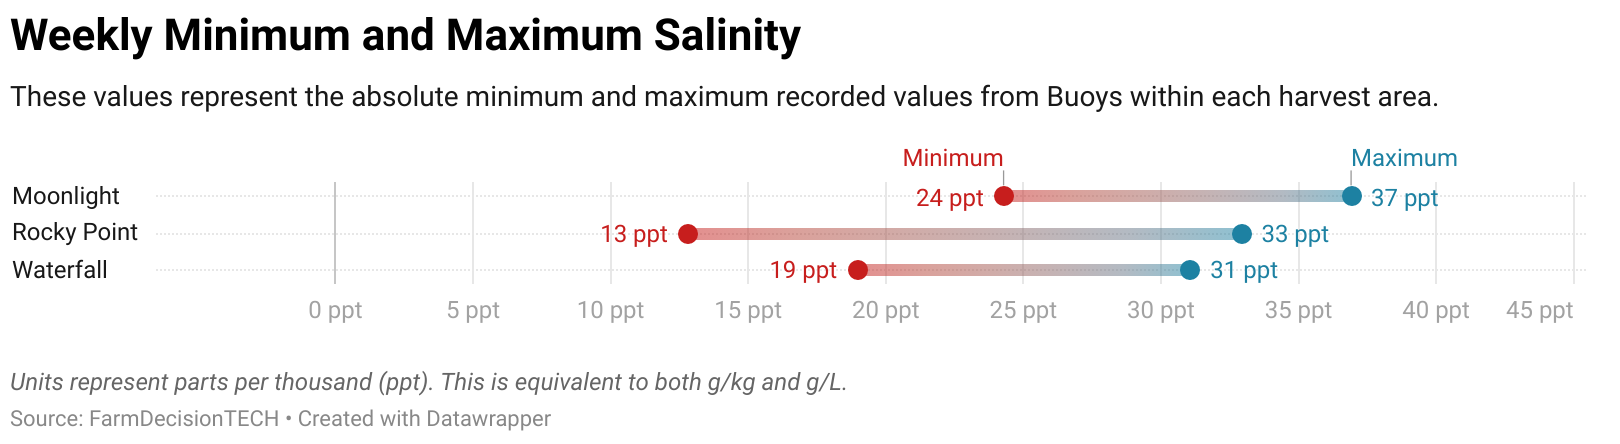 Weekly Minimum and Maximum Salinity
These values represent the absolute minimum and maximum recorded values from Buoys within each harvest area.
Minimum Maximum
Moonlight 24 ppt 37 ppt
Rocky Point 13 ppt 33 ppt
Waterfall 19 ppt 31 ppt
0 ppt 5 ppt 10 ppt 15 ppt 20 ppt 25 ppt 30 ppt 35 ppt 40 ppt 45 ppt
Units represent parts per thousand (ppt). This is equivalent to both g/kg and g/L.
Source: FarmDecisionTECH • Created with Datawrapper